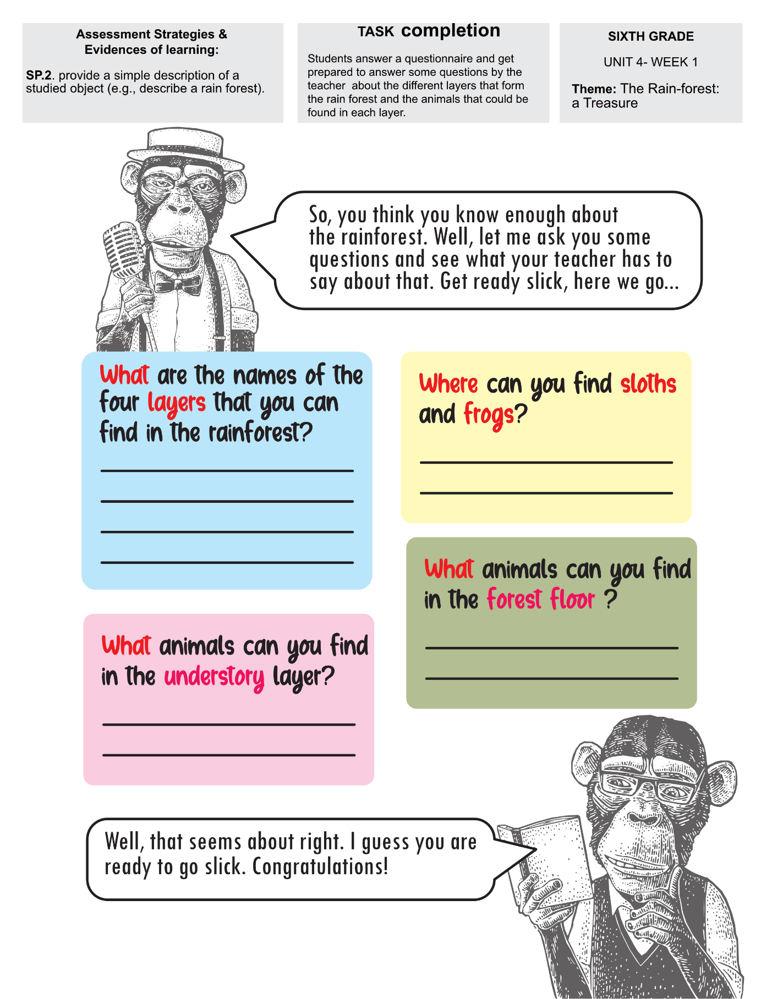 Assessment Strategies &
Evidences of learning:
SP.2. provide a simple description of a
studied object (e.g., describe a rain forest).
TASK completion
Students answer a questionnaire and get
prepared to answer some questions by the
teacher about the different layers that form
the rain forest and the animals that could be
found in each layer.
SIXTH GRADE
UNIT 4- WEEK 1
Theme: The Rain-forest:
a Treasure
So, you think you know enough about
the rainforest. Well, let me ask you some
questions and see what your teacher has to
say about that. Get ready slick, here we go...
What are the names of the
four layers that you can
find in the rainforest?
Where can you find sloths
and frogs?
What animals can you find
in the forest floor ?
What animals can you find
in the understory layer?
Well, that seems about right. I guess you are
ready to go slick. Congratulations!